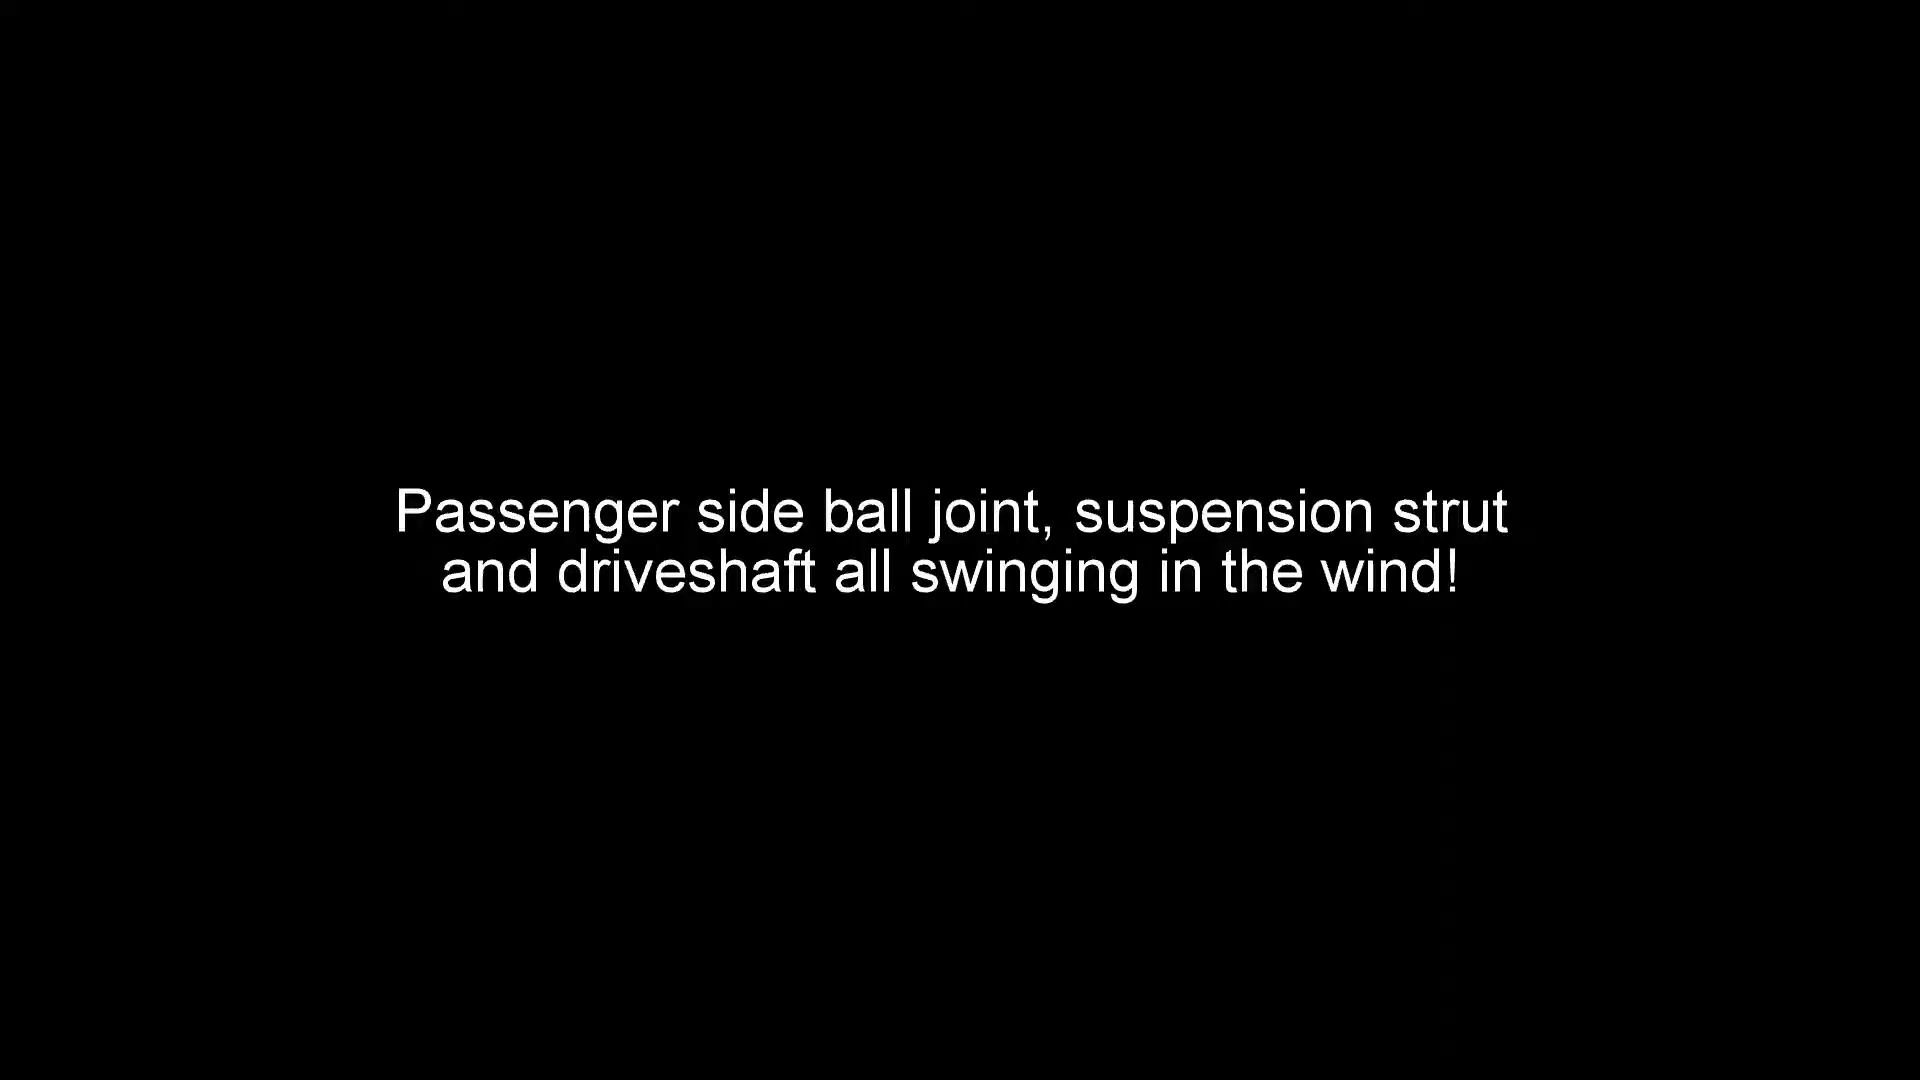 Passenger side ball joint, suspension strut
and driveshaft all swinging in the wind!